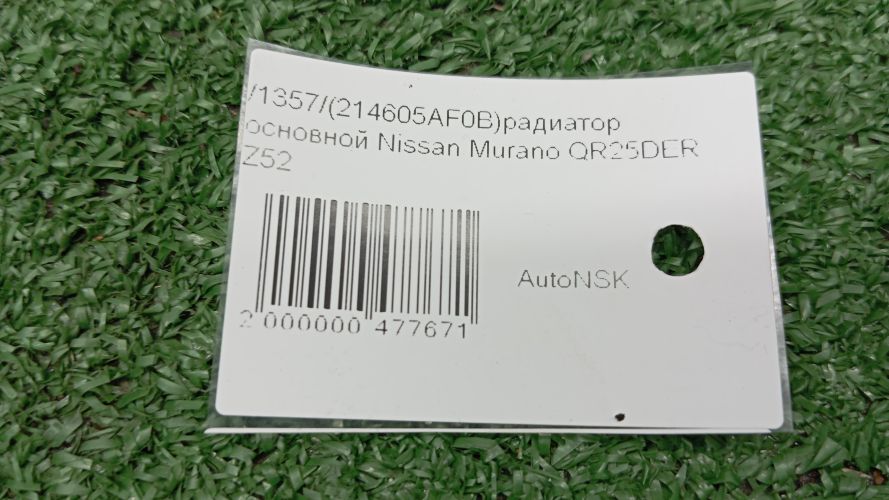 /1357/(214605AF0B)радиатор
основной Nissan Murano QR25DER
Z52
AutoNSK
2 000000 477671